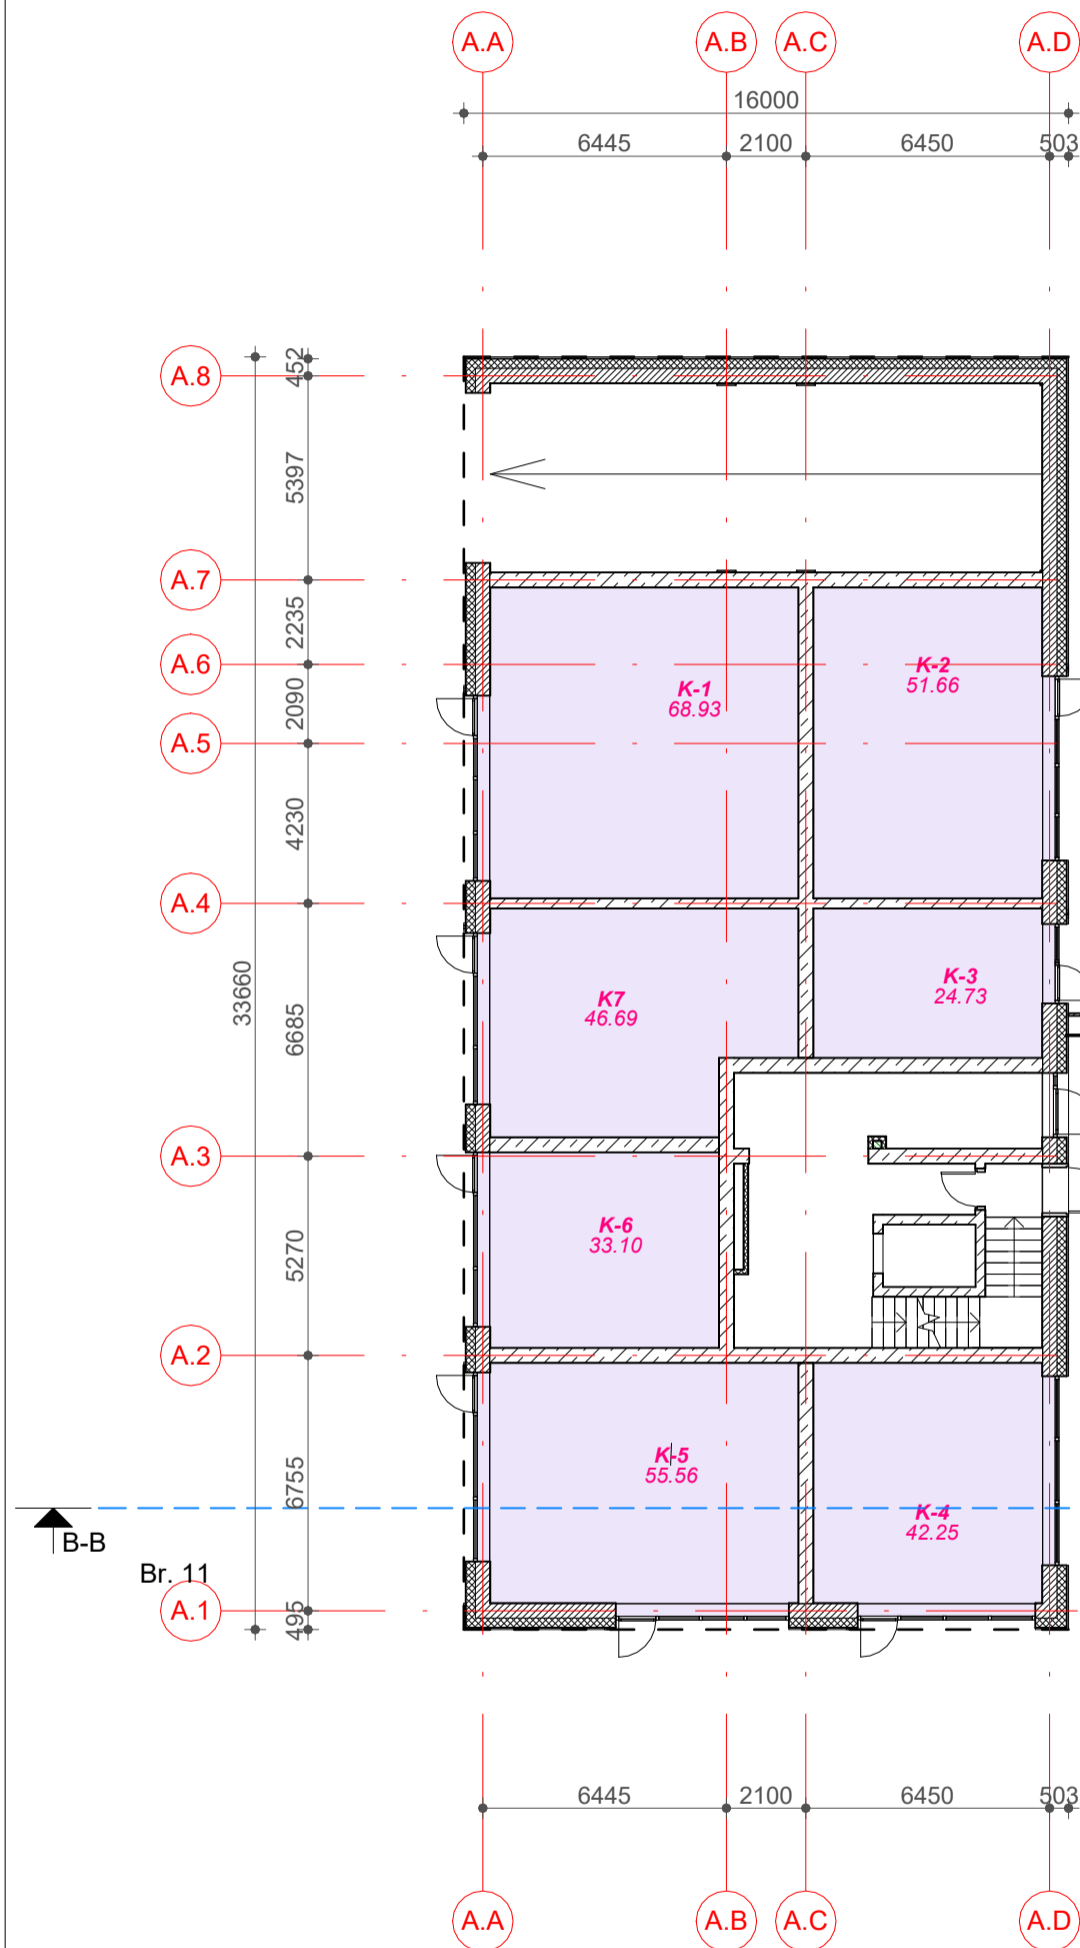 A.A A.B A.C A.D
16000
6445 2100 6450 503
A.8
452
5397
A.7
2235
A.6
2090
A.5
4230
A.4
33660
6685
A.3
5270
A.2
6755
A.1
495
K-1
68.93
K-2
51.66
K7
46.69
K-3
24.73
K-6
33.10
K-5
55.56
K-4
42.25
B-B
Br. 11
6445 2100 6450 503
A.A A.B A.C A.D